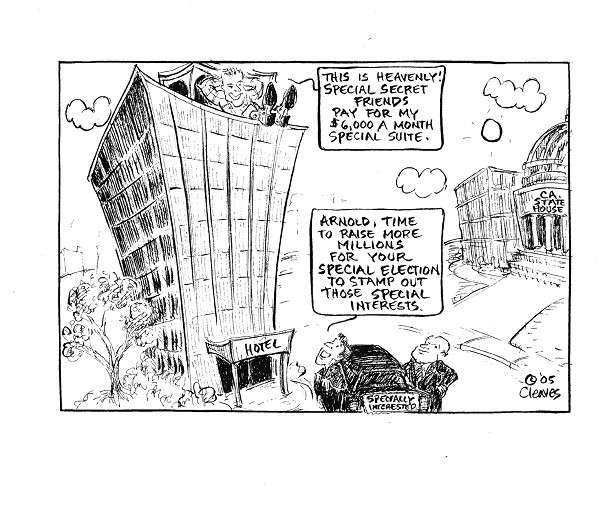 THIS IS HEAVENLY!
SPECIAL SECRET
FRIENDS
PAY FOR MY
$6,000 A MONTH
SPECIAL SUITE.
CA.
STATE
HOUSE
ARNOLD, TIME
TO RAISE MORE
MILLIONS
FOR YOUR
SPECIAL ELECTION
TO STAMP OUT
THOSE SPECIAL
INTERESTS.
HOTEL
SPECIALLY
INTERESTED
© '05
Cleaves